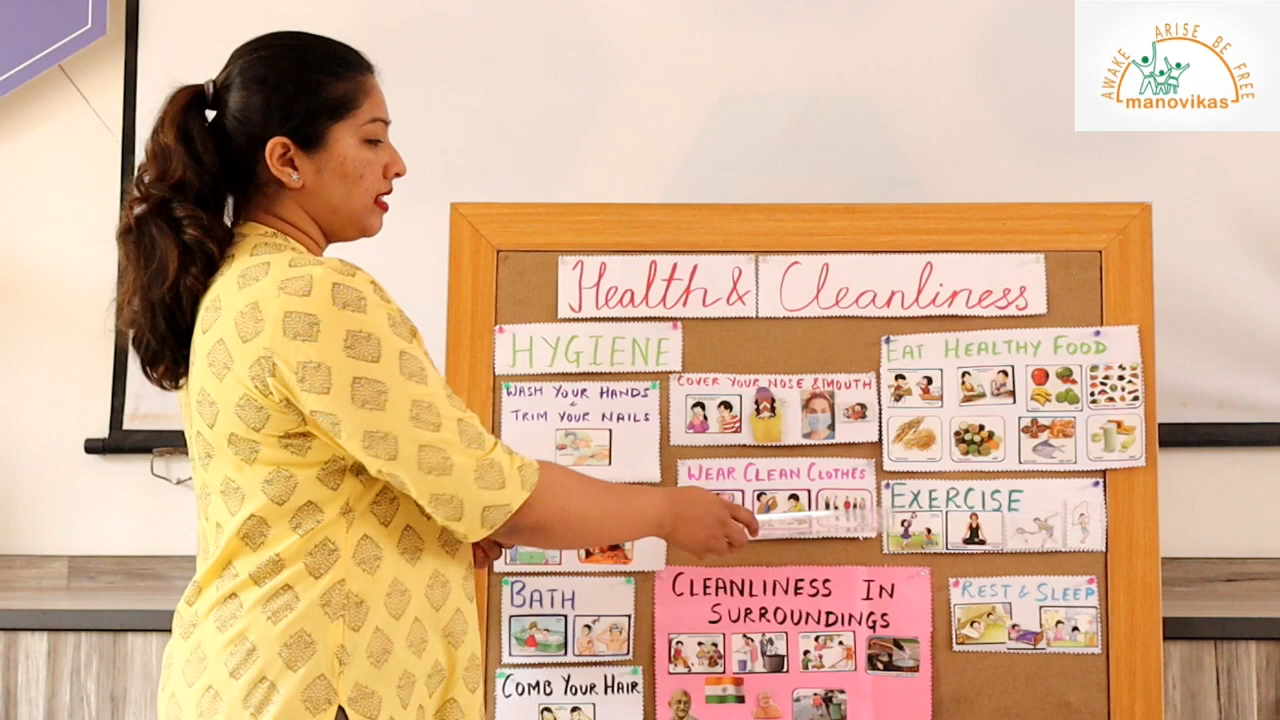 AWAKE ARISE BE FREE
manovikas
Health & Cleanliness
HYGIENE
WASH YOUR HANDS
&
TRIM YOUR NAILS
COVER YOUR NOSE & MOUTH
WEAR CLEAN CLOTHES
BATH
COMB YOUR HAIR
CLEANLINESS IN
SURROUNDINGS
EAT HEALTHY FOOD
EXERCISE
REST & SLEEP